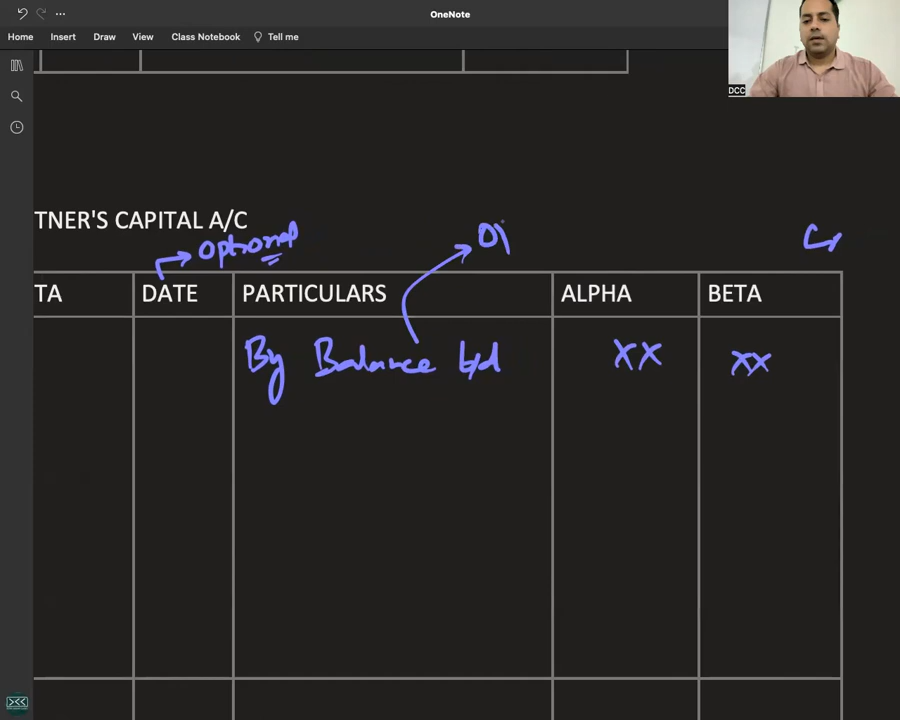 OneNote
Home Insert Draw View Class Notebook Tell me
DCC
TNER'S CAPITAL A/C
Optional
Cr
TA DATE PARTICULARS ALPHA BETA
By Balance b/d XX XX